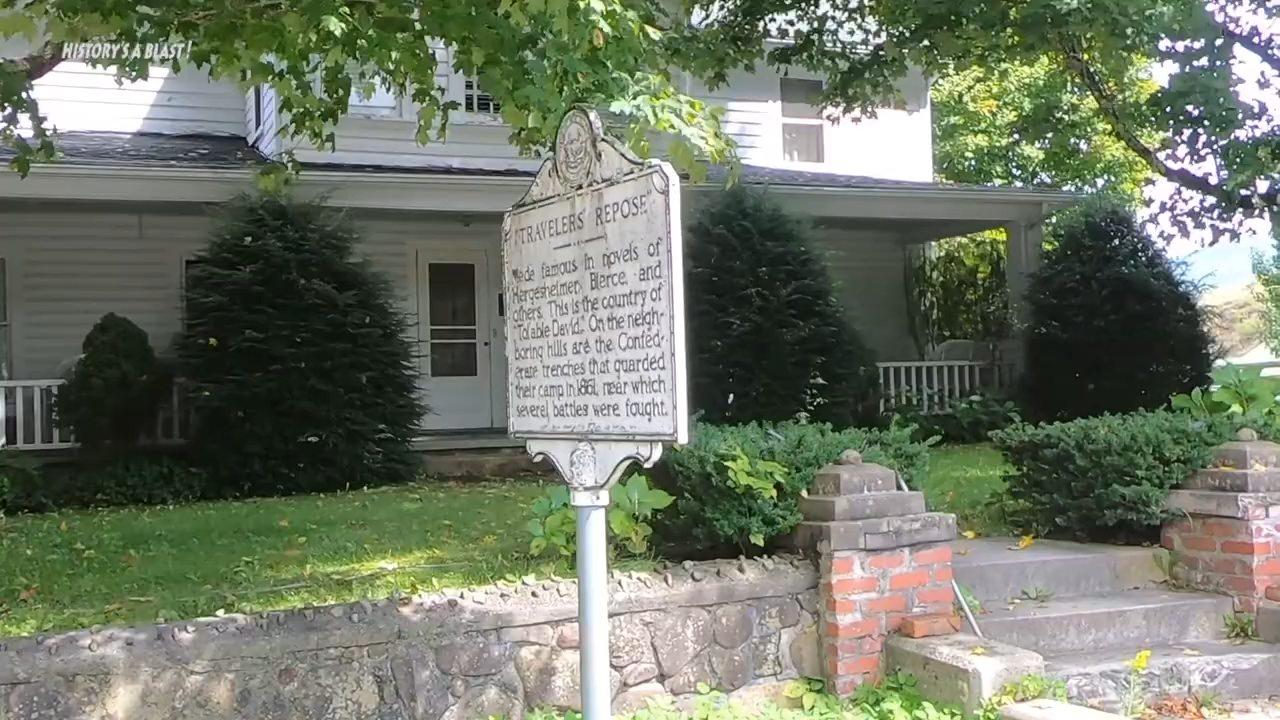 HISTORY'S A BLAST!
"TRAVELERS' REPOSE"
Made famous in novels of
Hergesheimer, Bierce, and
others. This is the country of
"Tol'able David." On the neigh-
boring hills are the Confed-
erate trenches that guarded
their camp in 1861, near which
several battles were fought.